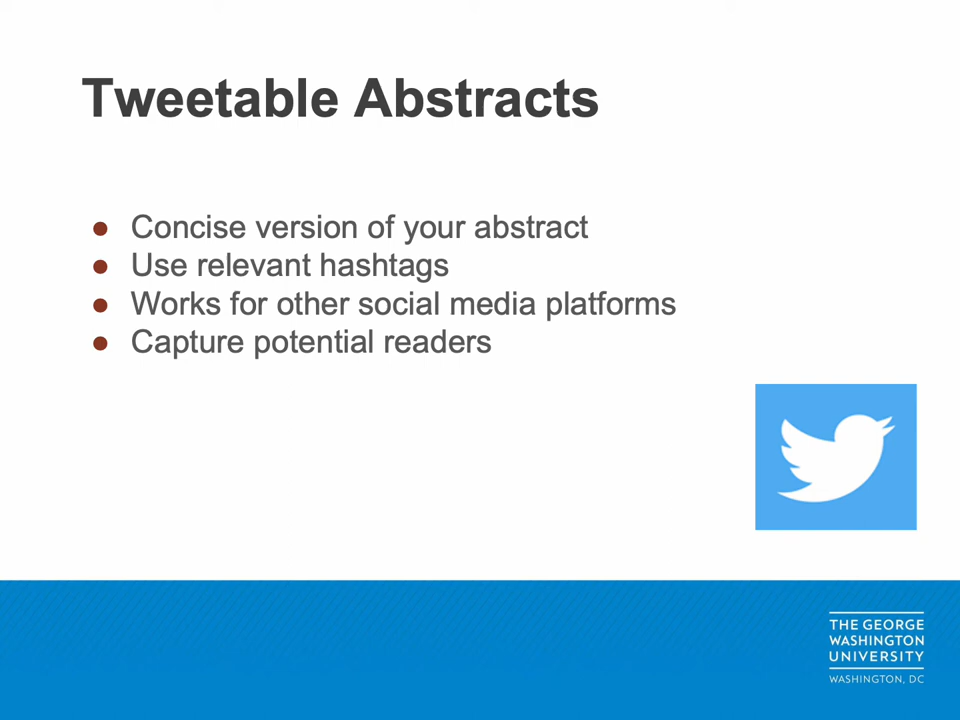 Tweetable Abstracts
● Concise version of your abstract
● Use relevant hashtags
● Works for other social media platforms
● Capture potential readers
THE GEORGE
WASHINGTON
UNIVERSITY
WASHINGTON, DC